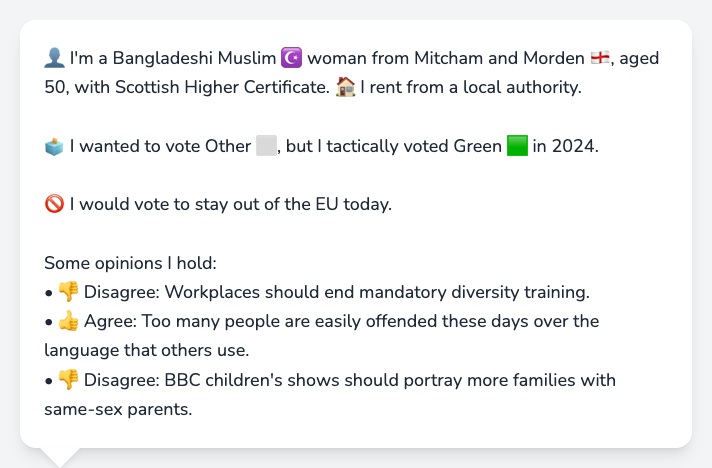 👤 I'm a Bangladeshi Muslim ☪️ woman from Mitcham and Morden 🏴󠁧󠁢󠁥󠁮󠁧󠁿, aged
50, with Scottish Higher Certificate. 🏠 I rent from a local authority.
🗳️ I wanted to vote Other ⬜, but I tactically voted Green 🟩 in 2024.
🚫 I would vote to stay out of the EU today.
Some opinions I hold:
• 👎 Disagree: Workplaces should end mandatory diversity training.
• 👍 Agree: Too many people are easily offended these days over the
language that others use.
• 👎 Disagree: BBC children's shows should portray more families with
same-sex parents.